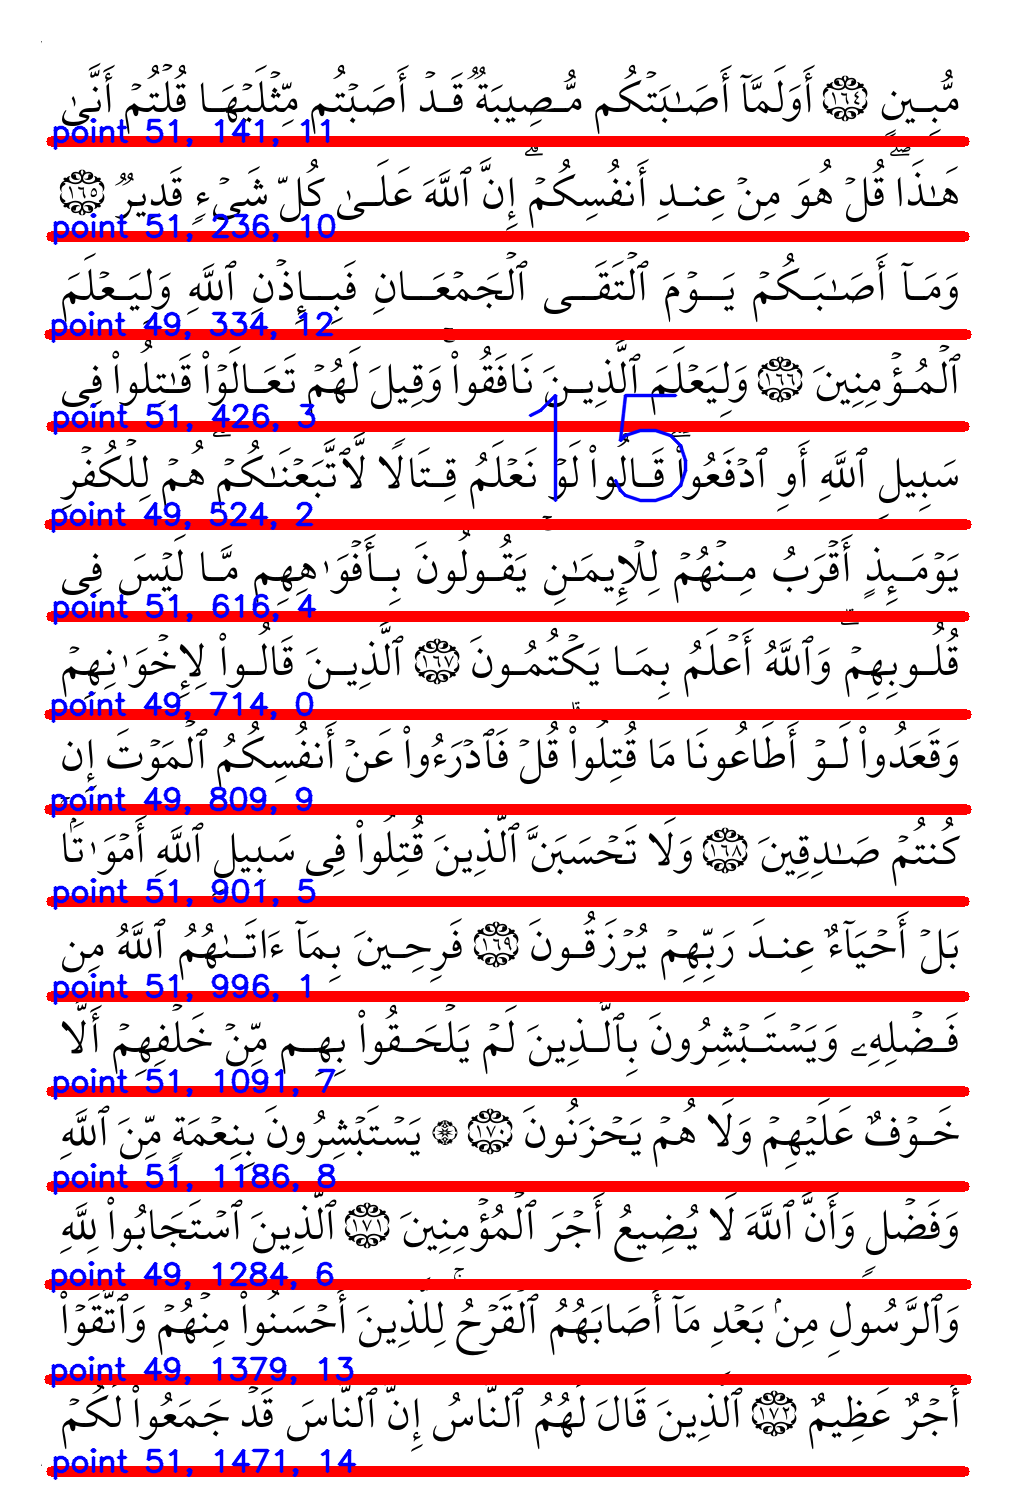 مُّبِينٍ ١٦٤ أَوَلَمَّآ أَصَٰبَتۡكُم مُّصِيبَةٞ قَدۡ أَصَبۡتُم مِّثۡلَيۡهَا قُلۡتُمۡ أَنَّىٰ
point 51, 141, 11
هَٰذَاۖ قُلۡ هُوَ مِنۡ عِندِ أَنفُسِكُمۡۗ إِنَّ ٱللَّهَ عَلَىٰ كُلِّ شَيۡءٖ قَدِيرٞ ١٦٥
point 51, 236, 10
وَمَآ أَصَٰبَكُمۡ يَوۡمَ ٱلۡتَقَى ٱلۡجَمۡعَانِ فَبِإِذۡنِ ٱللَّهِ وَلِيَعۡلَمَ
point 49, 334, 12
ٱلۡمُؤۡمِنِينَ ١٦٦ وَلِيَعۡلَمَ ٱلَّذِينَ نَافَقُواْۚ وَقِيلَ لَهُمۡ تَعَالَوۡاْ قَٰتِلُواْ فِي
point 51, 426, 3
15
سَبِيلِ ٱللَّهِ أَوِ ٱدۡفَعُواْۖ قَالُواْ لَوۡ نَعۡلَمُ قِتَالٗا لَّٱتَّبَعۡنَٰكُمۡۗ هُمۡ لِلۡكُفۡرِ
point 49, 524, 2
يَوۡمَئِذٍ أَقۡرَبُ مِنۡهُمۡ لِلۡإِيمَٰنِۚ يَقُولُونَ بِأَفۡوَٰهِهِم مَّا لَيۡسَ فِي
point 51, 616, 4
قُلُوبِهِمۡۚ وَٱللَّهُ أَعۡلَمُ بِمَا يَكۡتُمُونَ ١٦٧ ٱلَّذِينَ قَالُواْ لِإِخۡوَٰنِهِمۡ
point 49, 714, 0
وَقَعَدُواْ لَوۡ أَطَاعُونَا مَا قُتِلُواْۗ قُلۡ فَٱدۡرَءُواْ عَنۡ أَنفُسِكُمُ ٱلۡمَوۡتَ إِن
point 49, 809, 9
كُنتُمۡ صَٰدِقِينَ ١٦٨ وَلَا تَحۡسَبَنَّ ٱلَّذِينَ قُتِلُواْ فِي سَبِيلِ ٱللَّهِ أَمۡوَٰتَۢا
point 51, 901, 5
بَلۡ أَحۡيَآءٌ عِندَ رَبِّهِمۡ يُرۡزَقُونَ ١٦٩ فَرِحِينَ بِمَآ ءَاتَىٰهُمُ ٱللَّهُ مِن
point 51, 996, 1
فَضۡلِهِۦ وَيَسۡتَبۡشِرُونَ بِٱلَّذِينَ لَمۡ يَلۡحَقُواْ بِهِم مِّنۡ خَلۡفِهِمۡ أَلَّا
point 51, 1091, 7
خَوۡفٌ عَلَيۡهِمۡ وَلَا هُمۡ يَحۡزَنُونَ ١٧٠ ۞ يَسۡتَبۡشِرُونَ بِنِعۡمَةٖ مِّنَ ٱللَّهِ
point 51, 1186, 8
وَفَضۡلٖ وَأَنَّ ٱللَّهَ لَا يُضِيعُ أَجۡرَ ٱلۡمُؤۡمِنِينَ ١٧١ ٱلَّذِينَ ٱسۡتَجَابُواْ لِلَّهِ
point 49, 1284, 6
وَٱلرَّسُولِ مِنۢ بَعۡدِ مَآ أَصَابَهُمُ ٱلۡقَرۡحُۚ لِلَّذِينَ أَحۡسَنُواْ مِنۡهُمۡ وَٱتَّقَوۡاْ
point 49, 1379, 13
أَجۡرٌ عَظِيمٌ ١٧٢ ٱلَّذِينَ قَالَ لَهُمُ ٱلنَّاسُ إِنَّ ٱلنَّاسَ قَدۡ جَمَعُواْ لَكُمۡ
point 51, 1471, 14